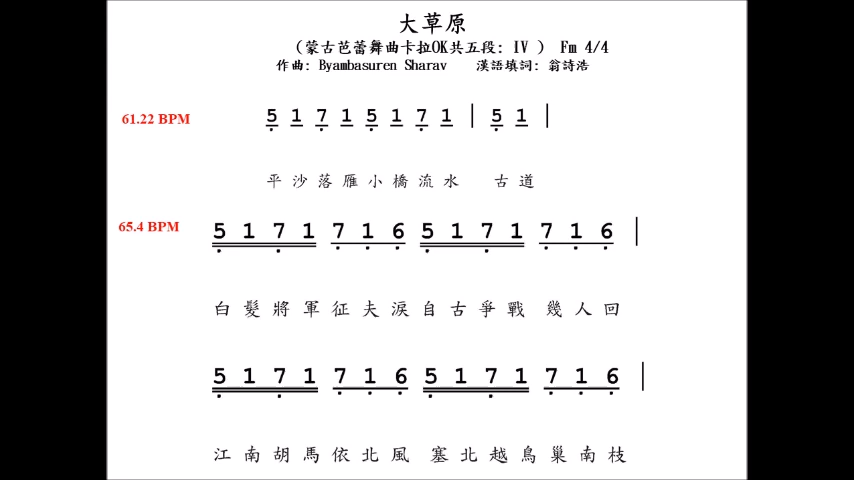 大草原
（蒙古芭蕾舞曲卡拉OK共五段: IV ） Fm 4/4
作曲: Byambasuren Sharav 漢語填詞: 翁詩浩
61.22 BPM 5 1 7 1 5 1 7 1 | 5 1 |
平沙落雁小橋流水 古道
65.4 BPM 5 1 7 1 7 1 6 5 1 7 1 7 1 6 |
白髮將軍征夫淚自古爭戰 幾人回
5 1 7 1 7 1 6 5 1 7 1 7 1 6 |
江南胡馬依北風 塞北越鳥巢南枝